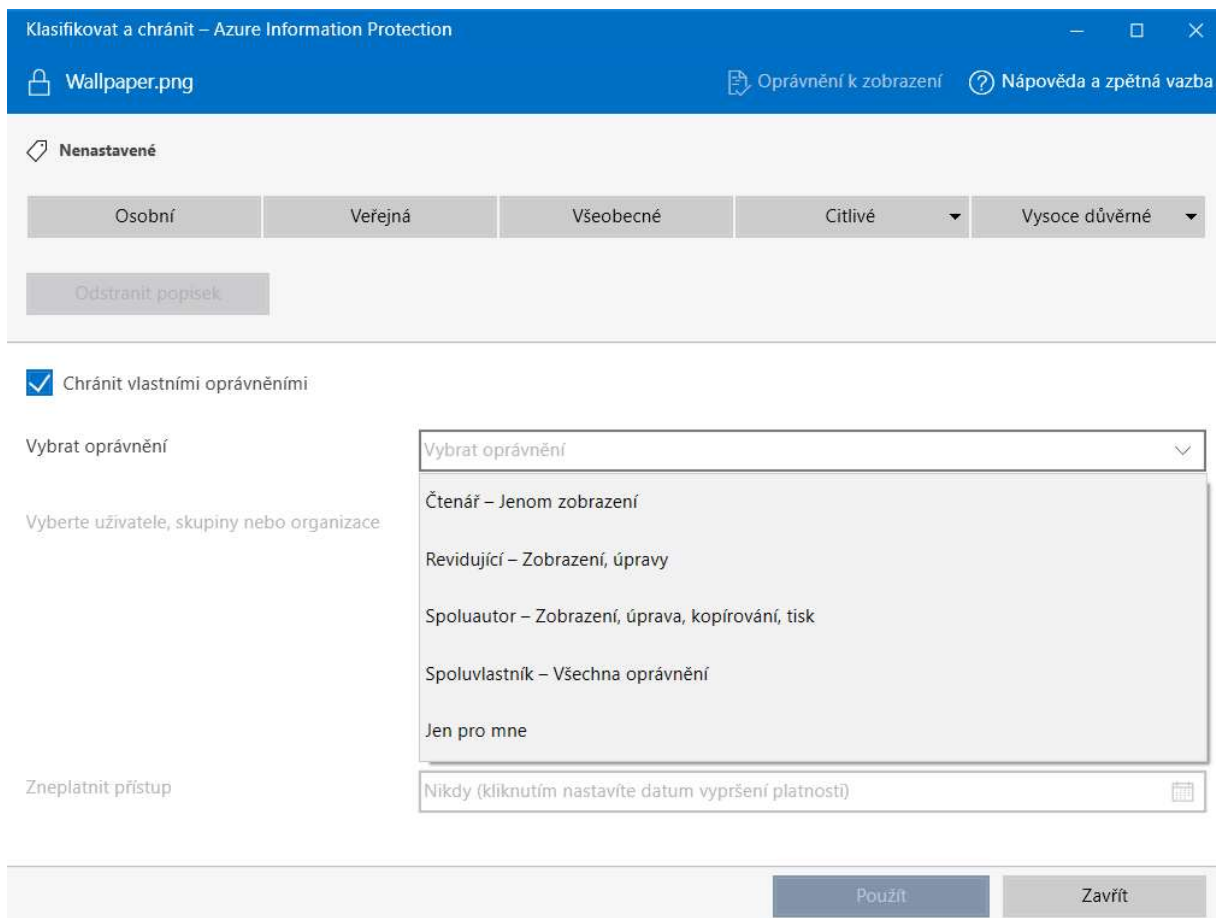 Klasifikovat a chránit – Azure Information Protection
Wallpaper.png
Oprávnění k zobrazení
Nápověda a zpětná vazba
Nenastavené
Osobní
Veřejná
Všeobecné
Citlivé
Vysoce důvěrné
Odstranit popisek
Chránit vlastními oprávněními
Vybrat oprávnění
Vybrat oprávnění
Čtenář – Jenom zobrazení
Vyberte uživatele, skupiny nebo organizace
Revidující – Zobrazení, úpravy
Spoluautor – Zobrazení, úprava, kopírování, tisk
Spoluvlastník – Všechna oprávnění
Jen pro mne
Zneplatnit přístup
Nikdy (kliknutím nastavíte datum vypršení platnosti)
Použít
Zavřít